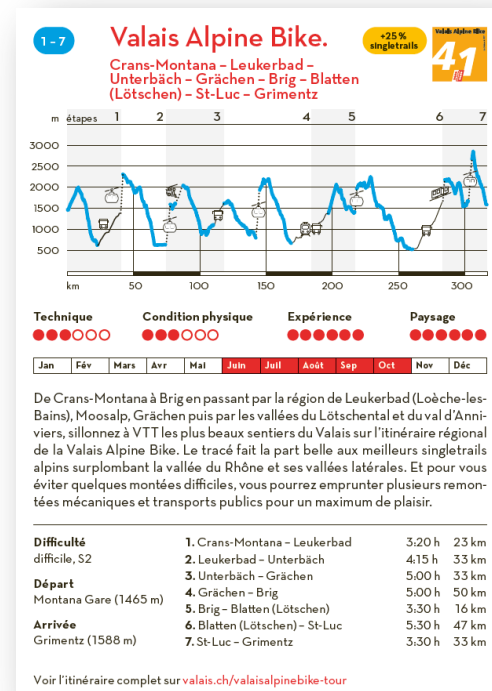 1 - 7
Valais Alpine Bike.
+25 %
singletrails
Valais Alpine Bike
41
Crans-Montana – Leukerbad –
Unterbäch – Grächen – Brig – Blatten
(Lötschen) – St-Luc – Grimentz
m étapes 1 2 3 4 5 6 7
3000
2500
2000
1500
1000
500
km 50 100 150 200 250 300
Technique Condition physique Expérience Paysage
Jan Fév Mars Avr Mai Juin Juil Août Sep Oct Nov Déc
De Crans-Montana à Brig en passant par la région de Leukerbad (Loèche-les-
Bains), Moosalp, Grächen puis par les vallées du Lötschental et du val d'Anni-
viers, sillonnez à VTT les plus beaux sentiers du Valais sur l'itinéraire régional
de la Valais Alpine Bike. Le tracé fait la part belle aux meilleurs singletrails
alpins surplombant la vallée du Rhône et ses vallées latérales. Et pour vous
éviter quelques montées difficiles, vous pourrez emprunter plusieurs remon-
tées mécaniques et transports publics pour un maximum de plaisir.
Difficulté
difficile, S2
Départ
Montana Gare (1465 m)
Arrivée
Grimentz (1588 m)
1. Crans-Montana – Leukerbad 3:20 h 23 km
2. Leukerbad – Unterbäch 4:15 h 33 km
3. Unterbäch – Grächen 5:00 h 33 km
4. Grächen – Brig 5:00 h 50 km
5. Brig – Blatten (Lötschen) 3:30 h 16 km
6. Blatten (Lötschen) – St-Luc 5:30 h 47 km
7. St-Luc – Grimentz 3:30 h 33 km
Voir l'itinéraire complet sur valais.ch/valaisalpinebike-tour